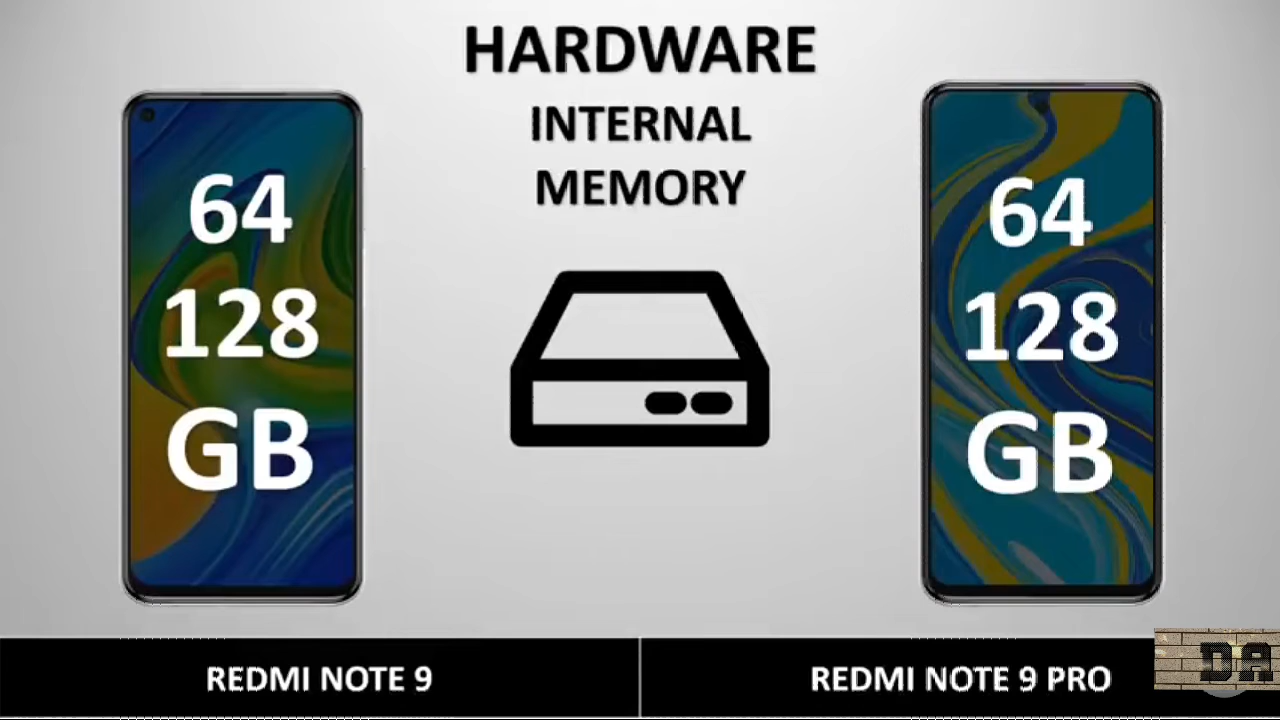 HARDWARE
INTERNAL
MEMORY
64
128
GB
64
128
GB
REDMI NOTE 9
REDMI NOTE 9 PRO
DA